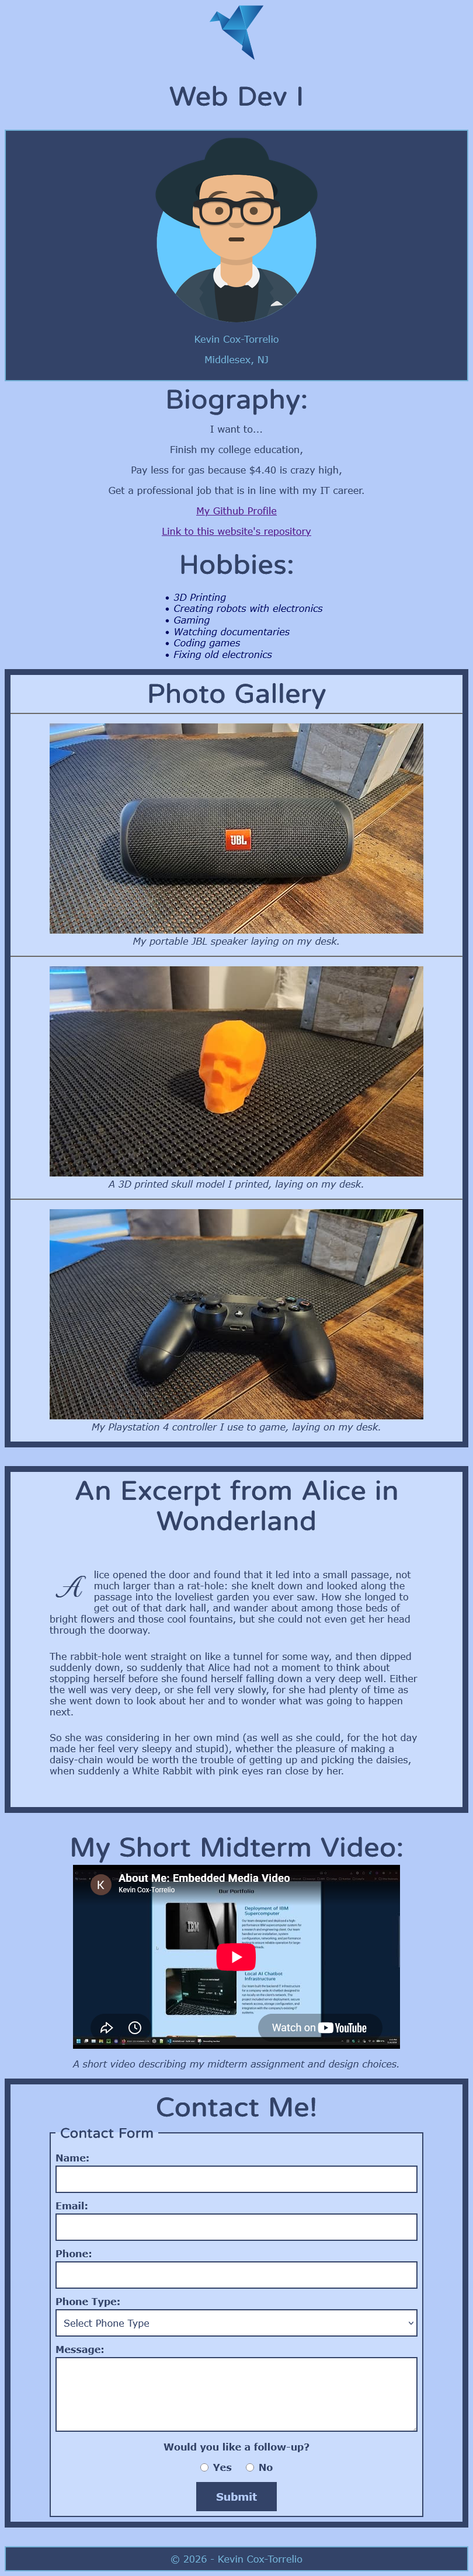 Web Dev I
Kevin Cox-Torrelio
Middlesex, NJ
Biography:
I want to...
Finish my college education,
Pay less for gas because $4.40 is crazy high,
Get a professional job that is in line with my IT career.
My Github Profile
Link to this website's repository
Hobbies:
• 3D Printing
• Creating robots with electronics
• Gaming
• Watching documentaries
• Coding games
• Fixing old electronics
Photo Gallery
JBL
My portable JBL speaker laying on my desk.
A 3D printed skull model I printed, laying on my desk.
My Playstation 4 controller I use to game, laying on my desk.
An Excerpt from Alice in
Wonderland
Alice opened the door and found that it led into a small passage, not
much larger than a rat-hole: she knelt down and looked along the
passage into the loveliest garden you ever saw. How she longed to
get out of that dark hall, and wander about among those beds of
bright flowers and those cool fountains, but she could not even get her head
through the doorway.
The rabbit-hole went straight on like a tunnel for some way, and then dipped
suddenly down, so suddenly that Alice had not a moment to think about
stopping herself before she found herself falling down a very deep well. Either
the well was very deep, or she fell very slowly, for she had plenty of time as
she went down to look about her and to wonder what was going to happen
next.
So she was considering in her own mind (as well as she could, for the hot day
made her feel very sleepy and stupid), whether the pleasure of making a
daisy-chain would be worth the trouble of getting up and picking the daisies,
when suddenly a White Rabbit with pink eyes ran close by her.
My Short Midterm Video:
K
About Me: Embedded Media Video
Kevin Cox-Torrelio
Our Portfolio
IBM
Deployment of IBM
Supercomputer
Local AI Chatbot
Infrastructure
Watch on YouTube
A short video describing my midterm assignment and design choices.
Contact Me!
Contact Form
Name:
Email:
Phone:
Phone Type:
Select Phone Type
Message:
Would you like a follow-up?
Yes No
Submit
© 2026 - Kevin Cox-Torrelio